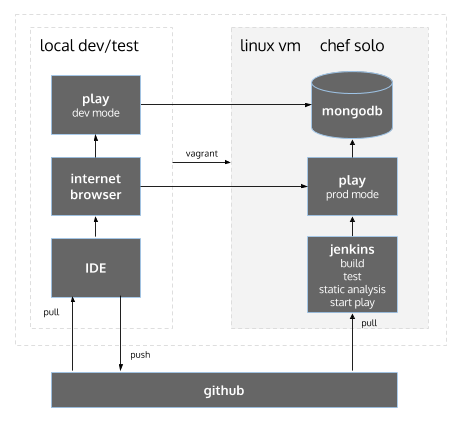 local dev/test
linux vm chef solo
play
dev mode
mongodb
vagrant
internet
browser
play
prod mode
IDE
jenkins
build
test
static analysis
start play
pull
pull
push
github